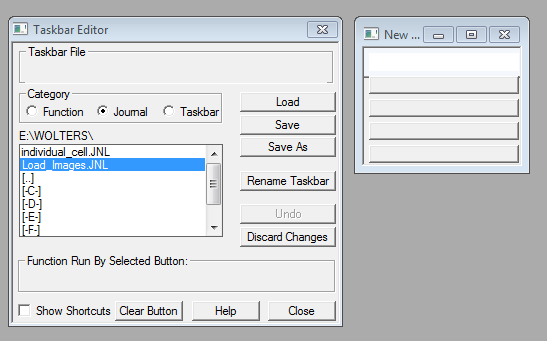 Taskbar Editor
New ...
Taskbar File
Category
Function
Journal
Taskbar
E:\WOLTERS\
individual_cell.JNL
Load_Images.JNL
[..]
[-C-]
[-D-]
[-E-]
[-F-]
Load
Save
Save As
Rename Taskbar
Undo
Discard Changes
Function Run By Selected Button:
Show Shortcuts
Clear Button
Help
Close